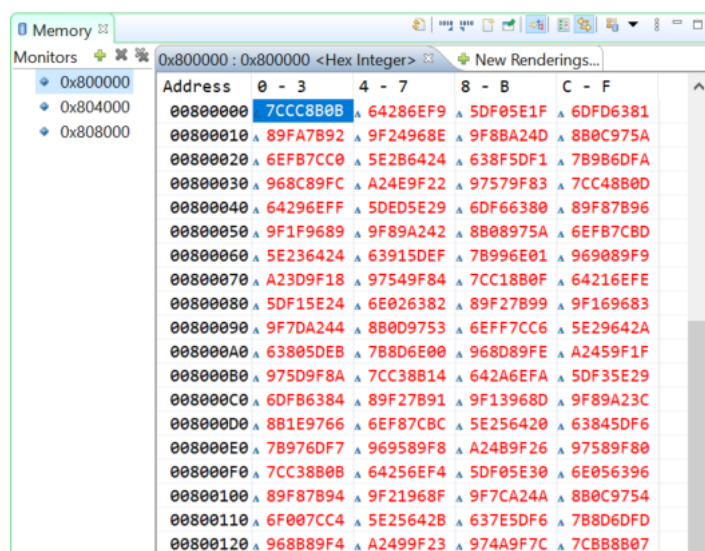 Memory
Monitors
0x800000
0x804000
0x808000
0x800000 : 0x800000 <Hex Integer>
New Renderings...
Address 0 - 3 4 - 7 8 - B C - F
00800000 7CCC8B0B 64286EF9 5DF05E1F 6DFD6381
00800010 89FA7B92 9F24968E 9F8BA24D 8B0C975A
00800020 6EFB7CC0 5E2B6424 638F5DF1 7B9B6DFA
00800030 968C89FC A24E9F22 97579F83 7CC48B0D
00800040 64296EFF 5DED5E29 6DF66380 89F87B96
00800050 9F1F9689 9F89A242 8B08975A 6EFB7CBD
00800060 5E236424 63915DEF 7B996E01 969089F9
00800070 A23D9F18 97549F84 7CC18B0F 64216EFE
00800080 5DF15E24 6E026382 89F27B99 9F169683
00800090 9F7DA244 8B0D9753 6EFF7CC6 5E29642A
008000A0 63805DEB 7B8D6E00 968D89FE A2459F1F
008000B0 975D9F8A 7CC38B14 642A6EFA 5DF35E29
008000C0 6DFB6384 89F27B91 9F13968D 9F89A23C
008000D0 8B1E9766 6EF87CBC 5E256420 63845DF6
008000E0 7B976DF7 969589F8 A24B9F26 97589F80
008000F0 7CC38B0B 64256EF4 5DF05E30 6E056396
00800100 89F87B94 9F21968F 9F7CA24A 8B0C9754
00800110 6F007CC4 5E25642B 637E5DF6 7B8D6DFD
00800120 968B89F4 A2499F23 974A9F7C 7CBB8B07